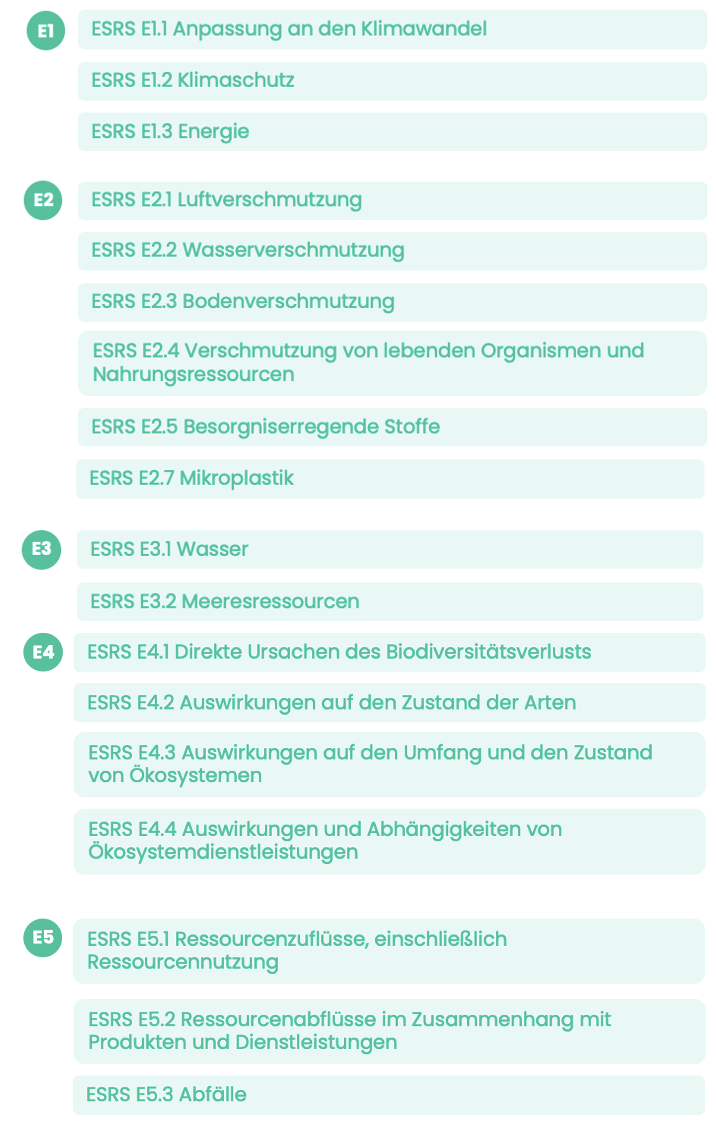 E1
ESRS E1.1 Anpassung an den Klimawandel
ESRS E1.2 Klimaschutz
ESRS E1.3 Energie
E2
ESRS E2.1 Luftverschmutzung
ESRS E2.2 Wasserverschmutzung
ESRS E2.3 Bodenverschmutzung
ESRS E2.4 Verschmutzung von lebenden Organismen und
Nahrungsressourcen
ESRS E2.5 Besorgniserregende Stoffe
ESRS E2.7 Mikroplastik
E3
ESRS E3.1 Wasser
ESRS E3.2 Meeresressourcen
E4
ESRS E4.1 Direkte Ursachen des Biodiversitätsverlusts
ESRS E4.2 Auswirkungen auf den Zustand der Arten
ESRS E4.3 Auswirkungen auf den Umfang und den Zustand
von Ökosystemen
ESRS E4.4 Auswirkungen und Abhängigkeiten von
Ökosystemdienstleistungen
E5
ESRS E5.1 Ressourcenzuflüsse, einschließlich
Ressourcennutzung
ESRS E5.2 Ressourcenabflüsse im Zusammenhang mit
Produkten und Dienstleistungen
ESRS E5.3 Abfälle